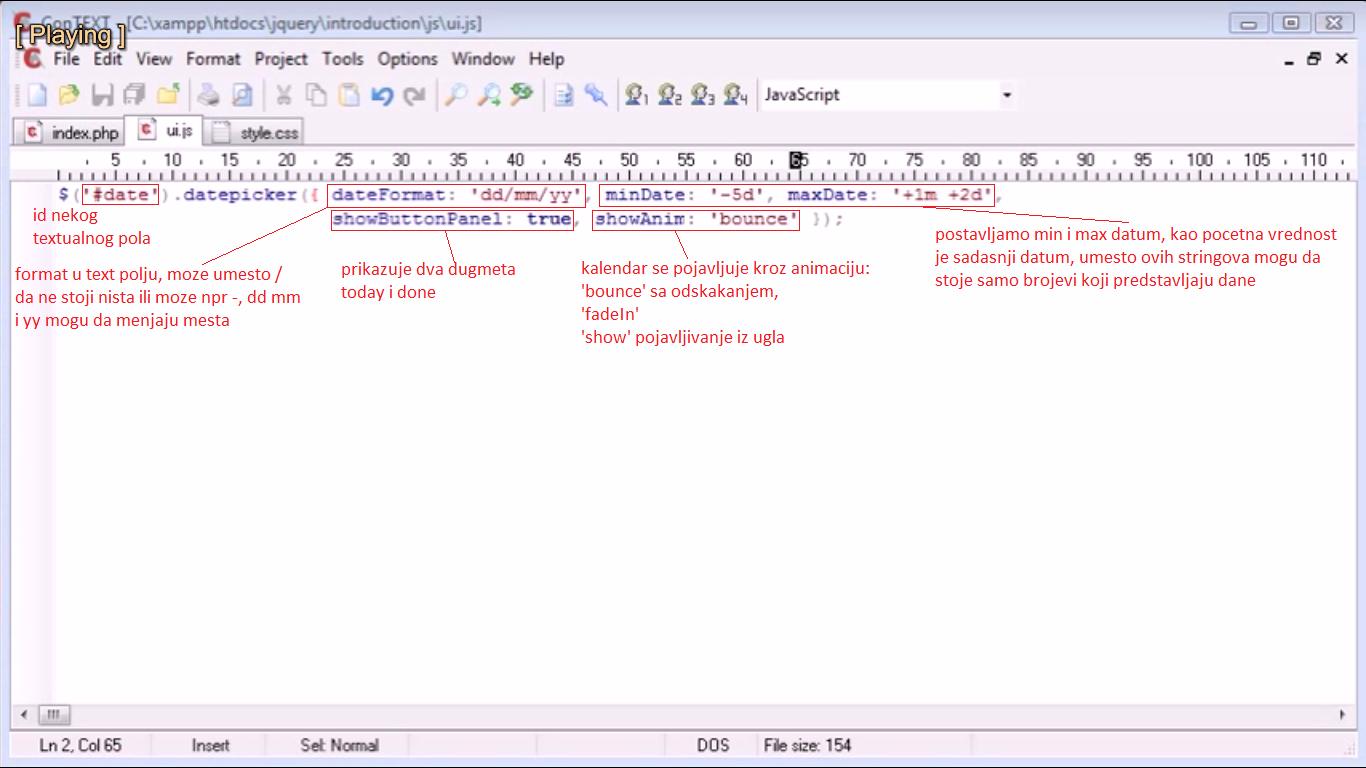 ConTEXT - [C:\xampp\htdocs\jquery\introduction\js\ui.js]
[ Playing ]
File Edit View Format Project Tools Options Window Help
1 2 3 4 JavaScript
index.php ui.js style.css
5 10 15 20 25 30 35 40 45 50 55 60 65 70 75 80 85 90 95 100 105 110
$('#date').datepicker({ dateFormat: 'dd/mm/yy', minDate: '-5d', maxDate: '+1m +2d',
showButtonPanel: true, showAnim: 'bounce' });
id nekog
textualnog pola
format u text polju, moze umesto /
da ne stoji nista ili moze npr -, dd mm
i yy mogu da menjaju mesta
prikazuje dva dugmeta
today i done
kalendar se pojavljuje kroz animaciju:
'bounce' sa odskakanjem,
'fadeIn'
'show' pojavljivanje iz ugla
postavljamo min i max datum, kao pocetna vrednost
je sadasnji datum, umesto ovih stringova mogu da
stoje samo brojevi koji predstavljaju dane
Ln 2, Col 65 Insert Sel: Normal DOS File size: 154